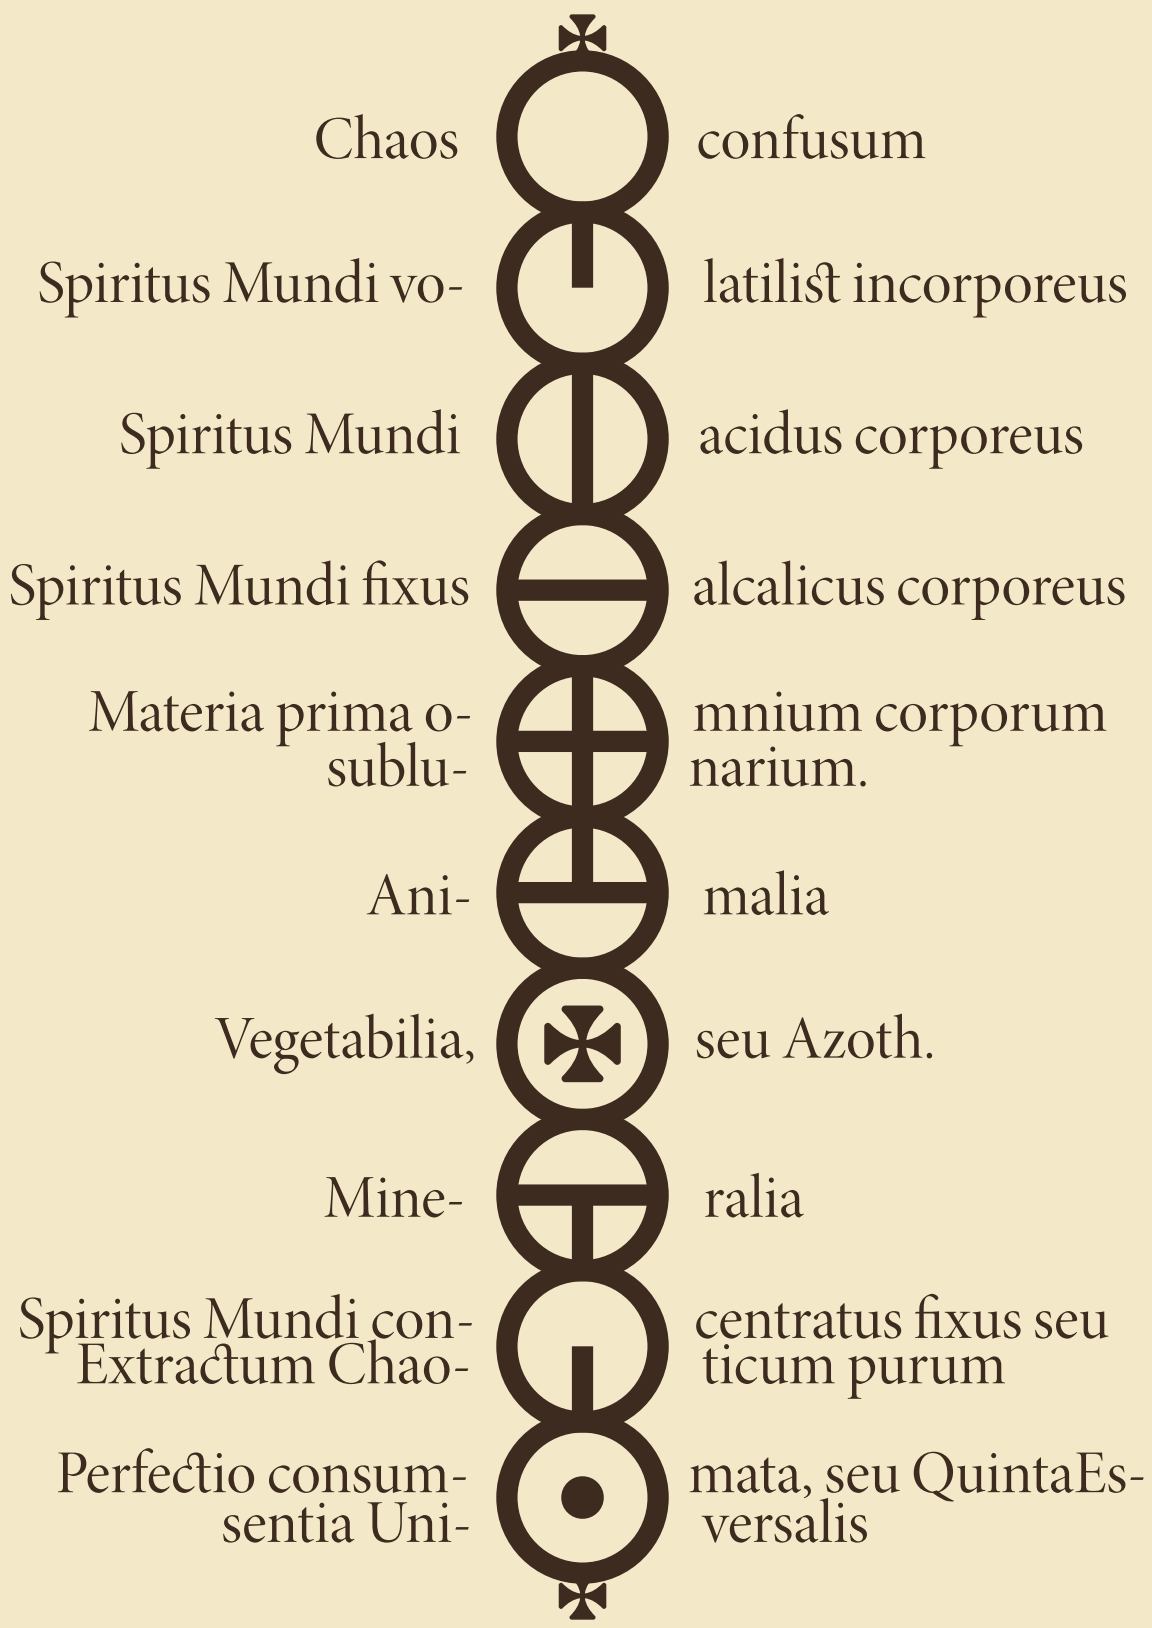 Chaos confusum
Spiritus Mundi vo- latilist incorporeus
Spiritus Mundi acidus corporeus
Spiritus Mundi fixus alcalicus corporeus
Materia prima o- mnium corporum
sublu- narium.
Ani- malia
Vegetabilia, seu Azoth.
Mine- ralia
Spiritus Mundi con- centratus fixus seu
Extractum Chao- ticum purum
Perfectio consum- mata, seu QuintaEs-
sentia Uni- versalis